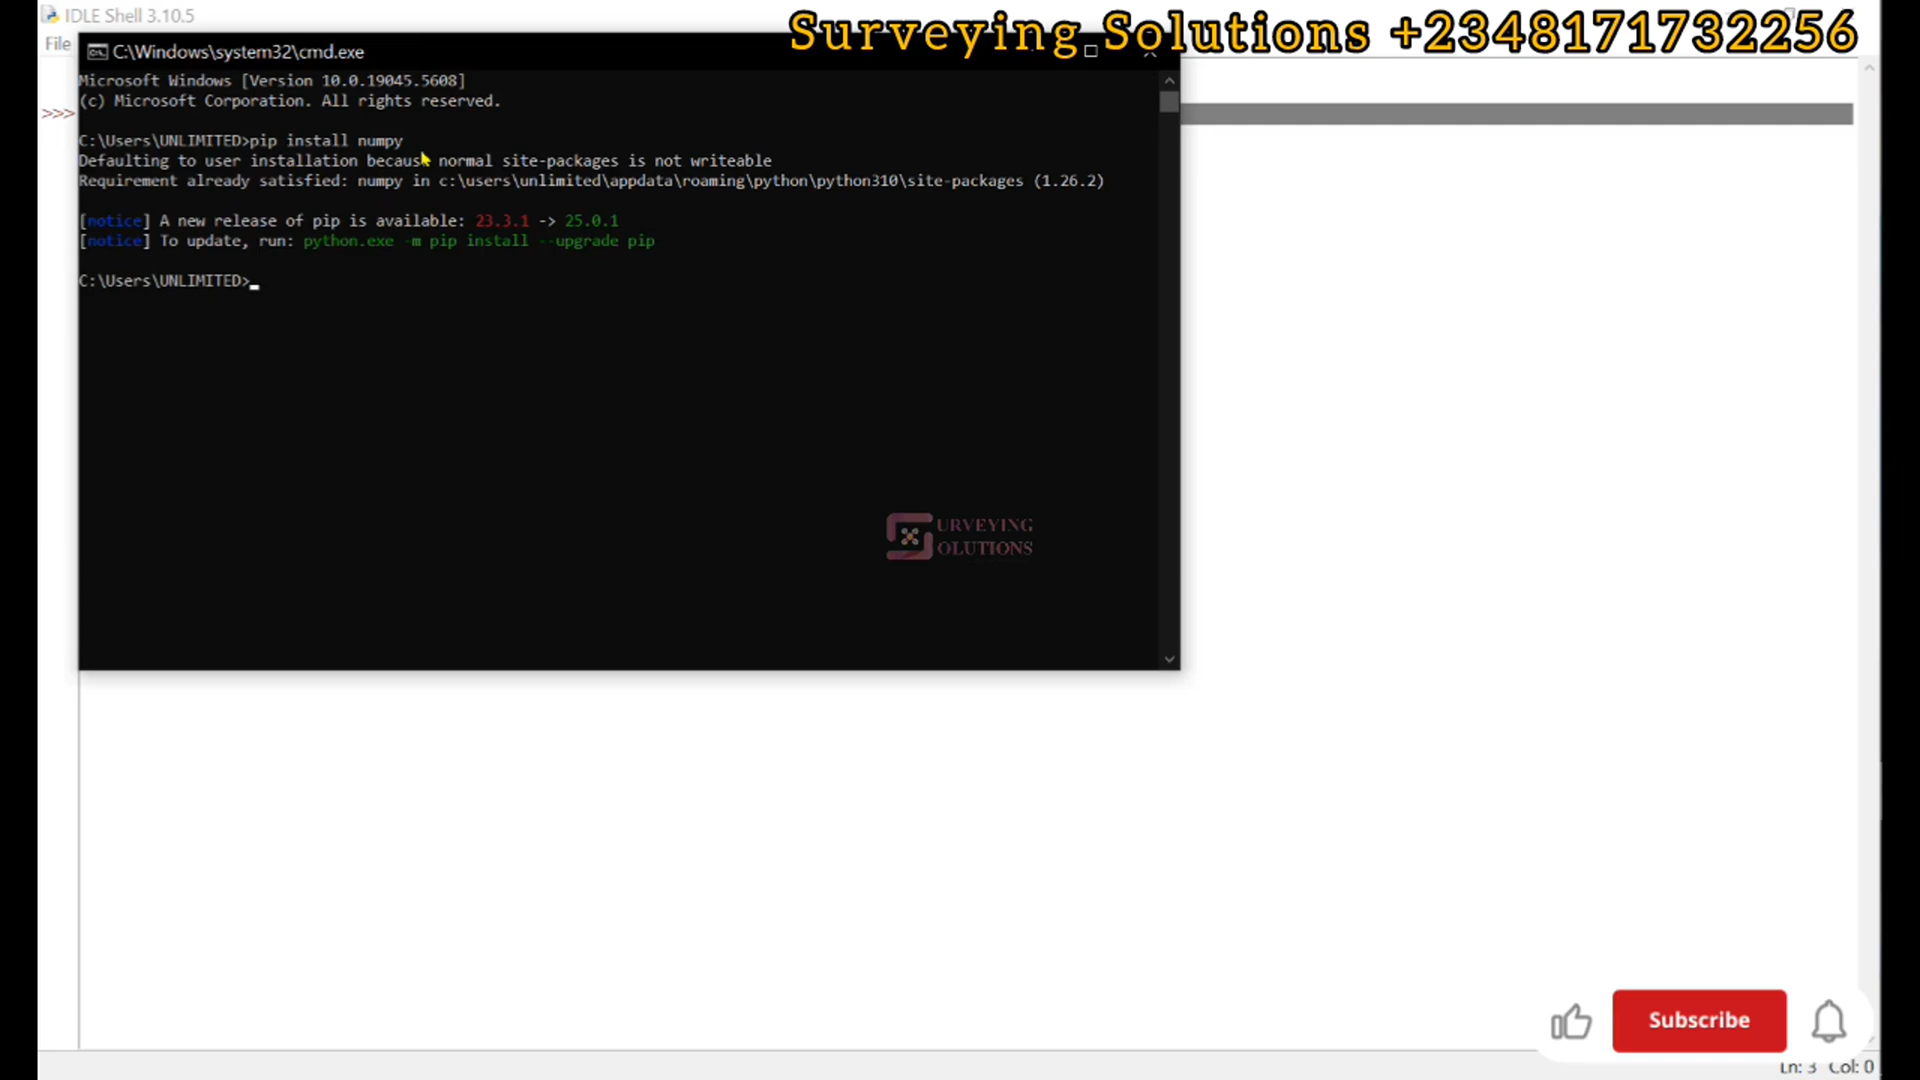 IDLE Shell 3.10.5
Surveying Solutions +2348171732256
File
C:\Windows\system32\cmd.exe
Microsoft Windows [Version 10.0.19045.5608]
(c) Microsoft Corporation. All rights reserved.
>>>
C:\Users\UNLIMITED>pip install numpy
Defaulting to user installation because normal site-packages is not writeable
Requirement already satisfied: numpy in c:\users\unlimited\appdata\roaming\python\python310\site-packages (1.26.2)
[notice] A new release of pip is available: 23.3.1 -> 25.0.1
[notice] To update, run: python.exe -m pip install --upgrade pip
C:\Users\UNLIMITED>
URVEYING
OLUTIONS
Subscribe
Ln: 3 Col: 0